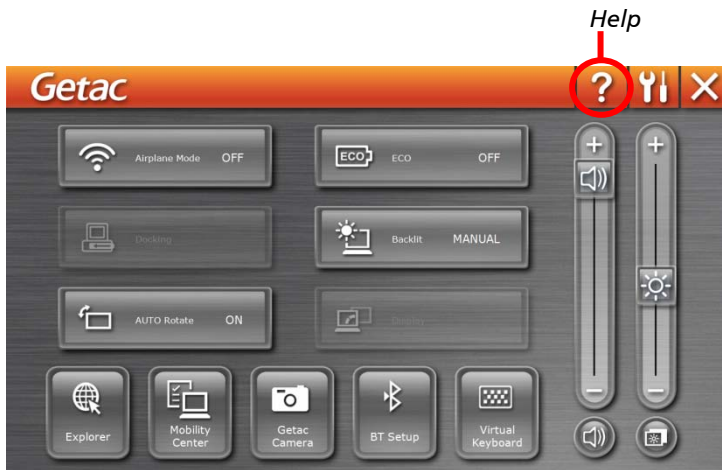 Help
Getac
?
Airplane Mode OFF
ECO ECO OFF
Docking
Backlit MANUAL
AUTO Rotate ON
Explorer
Mobility
Center
Getac
Camera
BT Setup
Virtual
Keyboard